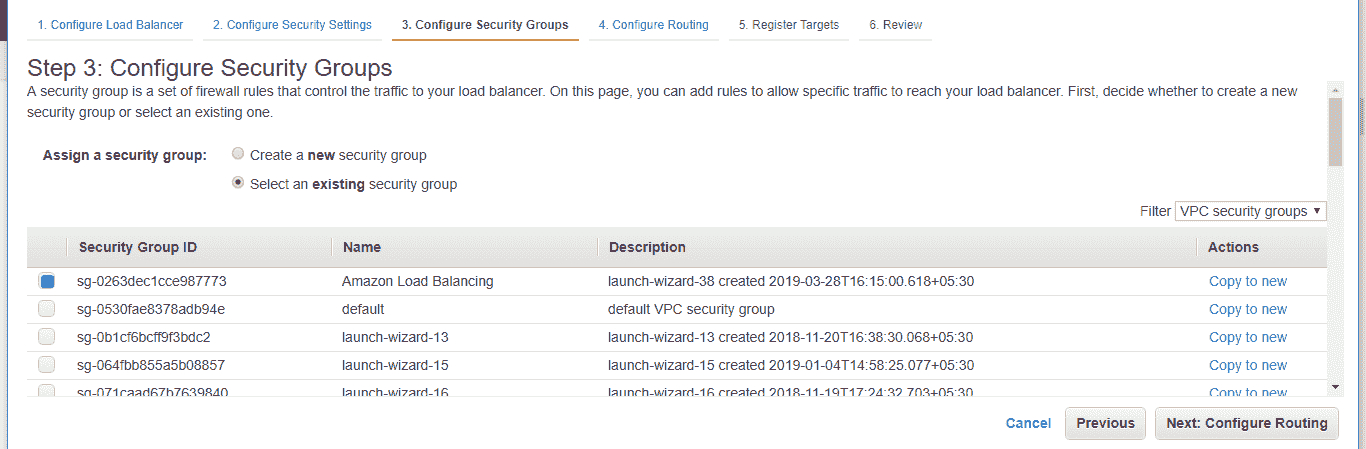 1. Configure Load Balancer 2. Configure Security Settings 3. Configure Security Groups 4. Configure Routing 5. Register Targets 6. Review
Step 3: Configure Security Groups
A security group is a set of firewall rules that control the traffic to your load balancer. On this page, you can add rules to allow specific traffic to reach your load balancer. First, decide whether to create a new
security group or select an existing one.
Assign a security group: Create a new security group
Select an existing security group
Filter VPC security groups
Security Group ID Name Description Actions
sg-0263dec1cce987773 Amazon Load Balancing launch-wizard-38 created 2019-03-28T16:15:00.618+05:30 Copy to new
sg-0530fae8378adb94e default default VPC security group Copy to new
sg-0b1cf6bcff9f3bdc2 launch-wizard-13 launch-wizard-13 created 2018-11-20T16:38:30.068+05:30 Copy to new
sg-064fbb855a5b08857 launch-wizard-15 launch-wizard-15 created 2019-01-04T14:58:25.077+05:30 Copy to new
sg-071caad67b7639840 launch-wizard-16 launch-wizard-16 created 2018-11-19T17:24:32.703+05:30 Copy to new
Cancel Previous Next: Configure Routing